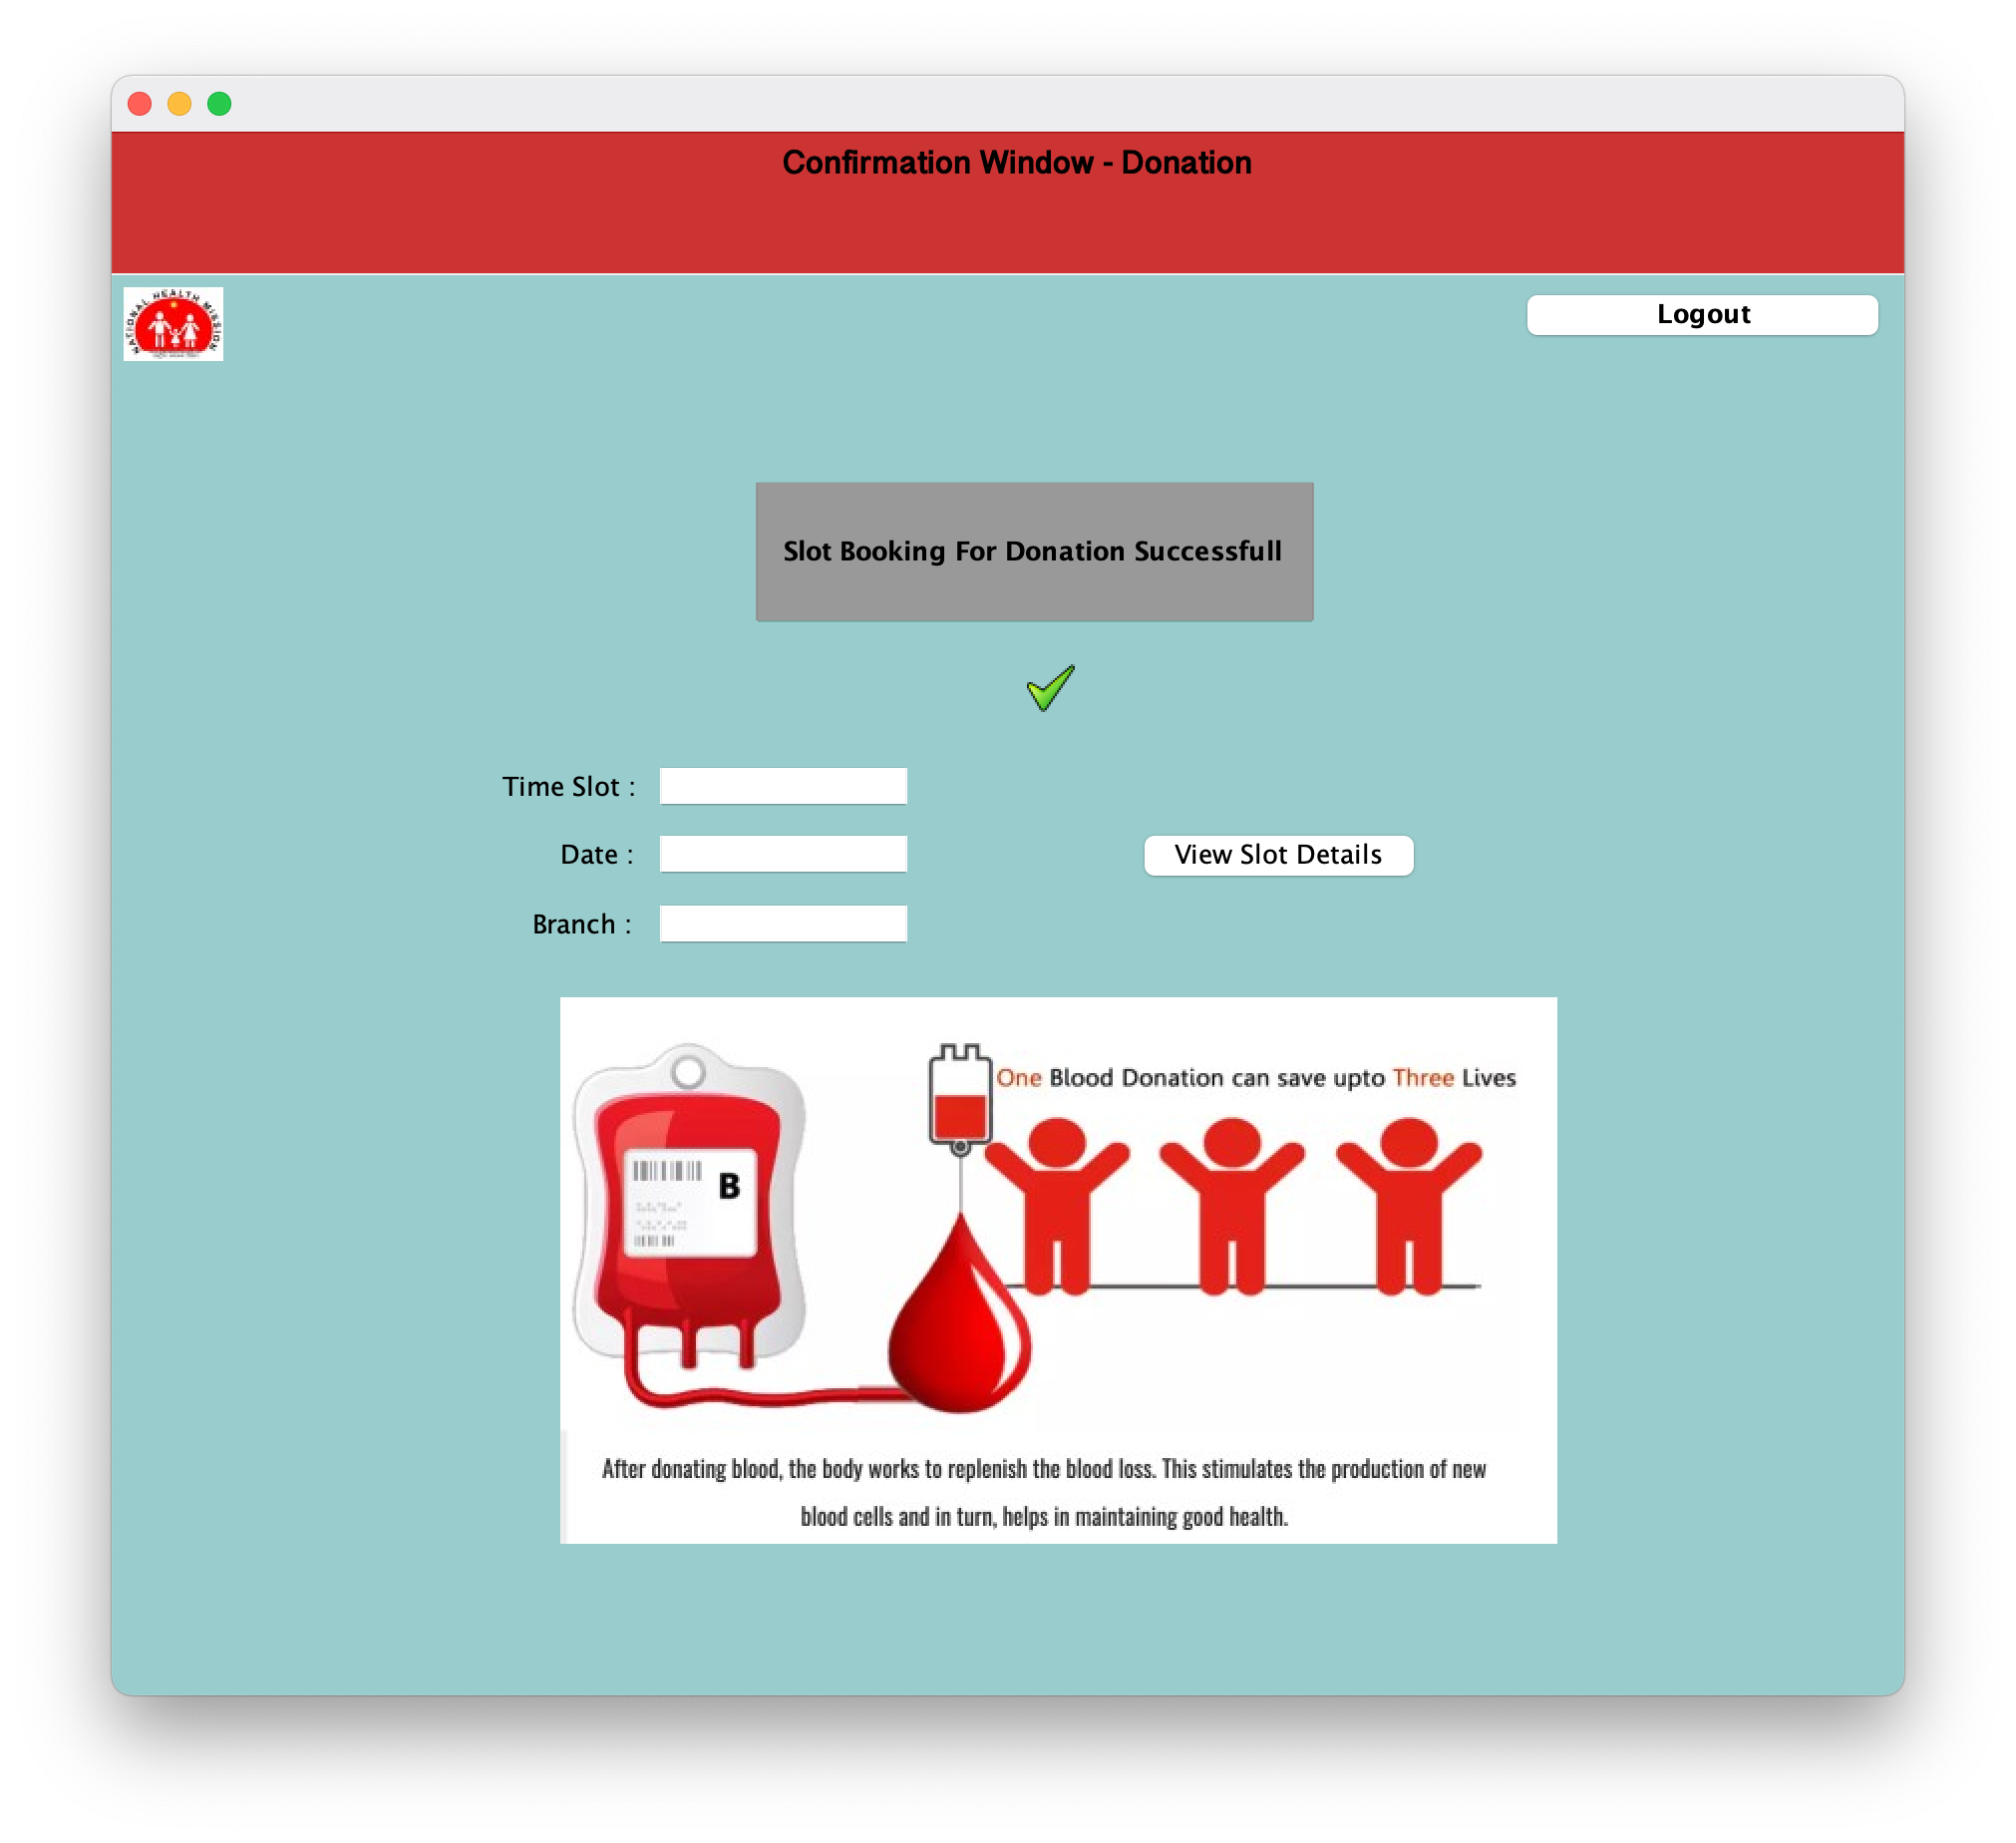 Confirmation Window - Donation
NATIONAL HEALTH MISSION
Logout
Slot Booking For Donation Successfull
Time Slot :
Date :
View Slot Details
Branch :
One Blood Donation can save upto Three Lives
B
After donating blood, the body works to replenish the blood loss. This stimulates the production of new
blood cells and in turn, helps in maintaining good health.